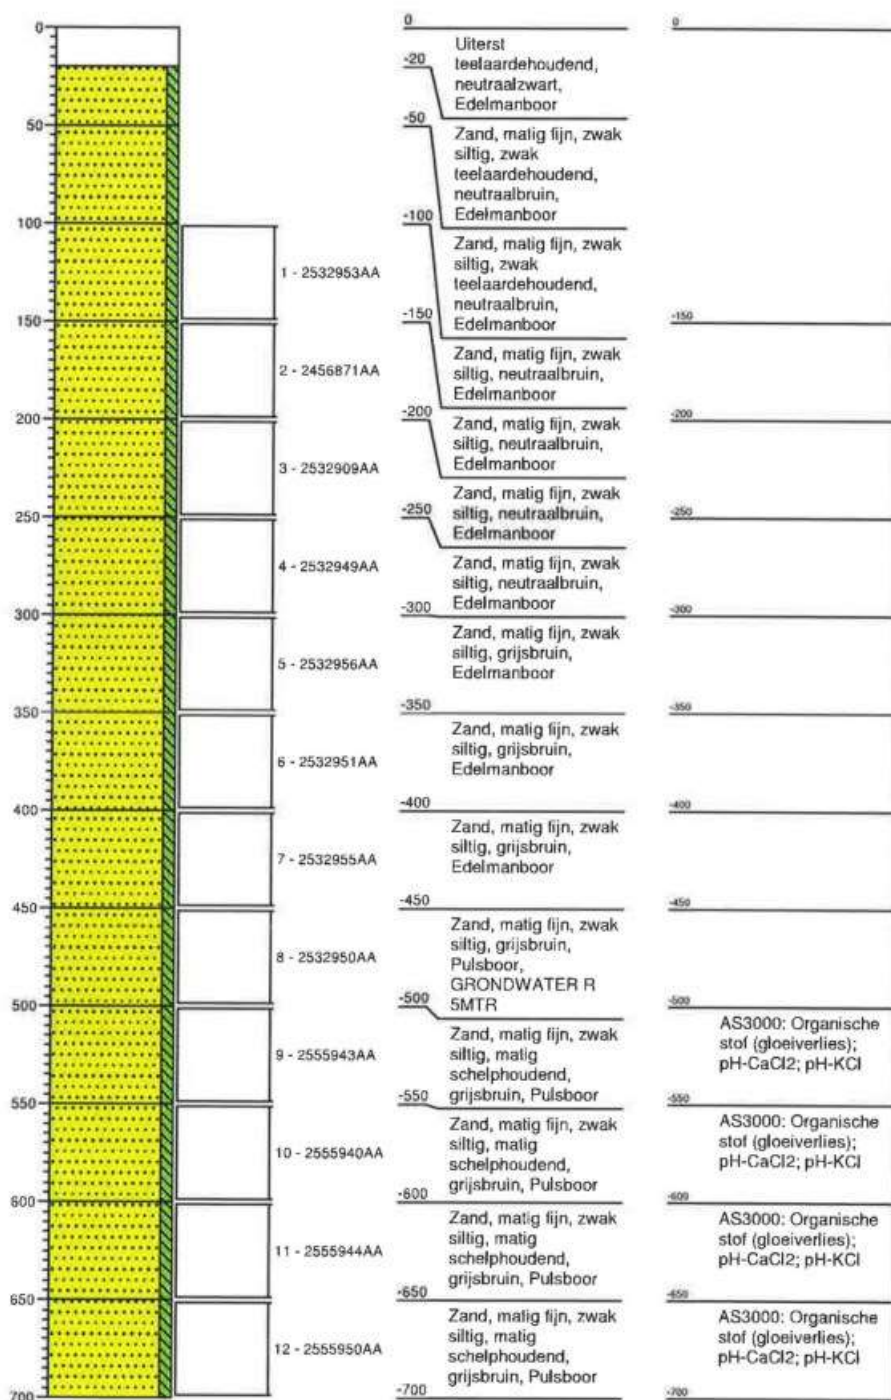 0
50
100
150
200
250
300
350
400
450
500
550
600
650
700
1 - 2532953AA
2 - 2456871AA
3 - 2532909AA
4 - 2532949AA
5 - 2532956AA
6 - 2532951AA
7 - 2532955AA
8 - 2532950AA
9 - 2555943AA
10 - 2555940AA
11 - 2555944AA
12 - 2555950AA
0
Uiterst
teelaardehoudend,
neutraalzwart,
Edelmanboor
-20
-50
Zand, matig fijn, zwak
siltig, zwak
teelaardehoudend,
neutraalbruin,
Edelmanboor
-100
Zand, matig fijn, zwak
siltig, zwak
teelaardehoudend,
neutraalbruin,
Edelmanboor
-150
Zand, matig fijn, zwak
siltig, neutraalbruin,
Edelmanboor
-200
Zand, matig fijn, zwak
siltig, neutraalbruin,
Edelmanboor
-250
Zand, matig fijn, zwak
siltig, neutraalbruin,
Edelmanboor
Zand, matig fijn, zwak
siltig, neutraalbruin,
Edelmanboor
-300
Zand, matig fijn, zwak
siltig, grijsbruin,
Edelmanboor
-350
Zand, matig fijn, zwak
siltig, grijsbruin,
Edelmanboor
-400
Zand, matig fijn, zwak
siltig, grijsbruin,
Edelmanboor
-450
Zand, matig fijn, zwak
siltig, grijsbruin,
Pulsboor,
GRONDWATER R
5MTR
-500
Zand, matig fijn, zwak
siltig, matig
schelphoudend,
grijsbruin, Pulsboor
-550
Zand, matig fijn, zwak
siltig, matig
schelphoudend,
grijsbruin, Pulsboor
-600
Zand, matig fijn, zwak
siltig, matig
schelphoudend,
grijsbruin, Pulsboor
-650
Zand, matig fijn, zwak
siltig, matig
schelphoudend,
grijsbruin, Pulsboor
-700
0
-150
-200
-250
-300
-350
-400
-450
-500
AS3000: Organische
stof (gloeiverlies);
pH-CaCl2; pH-KCl
-550
AS3000: Organische
stof (gloeiverlies);
pH-CaCl2; pH-KCl
-600
AS3000: Organische
stof (gloeiverlies);
pH-CaCl2; pH-KCl
-650
AS3000: Organische
stof (gloeiverlies);
pH-CaCl2; pH-KCl
-700